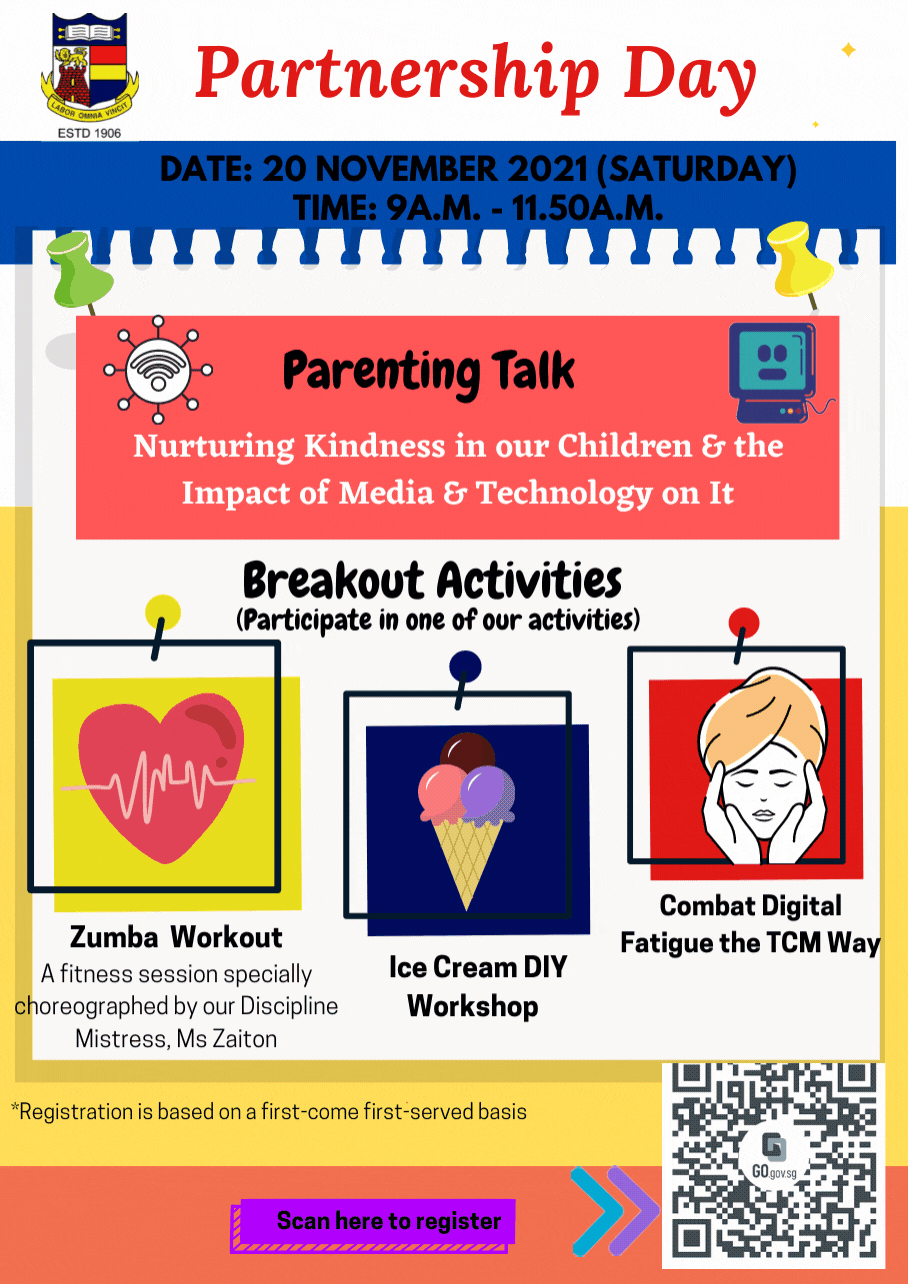 LABOR OMNIA VINCIT
ESTD 1906
Partnership Day
DATE: 20 NOVEMBER 2021 (SATURDAY)
TIME: 9A.M. - 11.50A.M.
Parenting Talk
Nurturing Kindness in our Children & the
Impact of Media & Technology on It
Breakout Activities
(Participate in one of our activities)
Zumba Workout
A fitness session specially
choreographed by our Discipline
Mistress, Ms Zaiton
Ice Cream DIY
Workshop
Combat Digital
Fatigue the TCM Way
*Registration is based on a first-come first-served basis
Scan here to register
GO.gov.sg